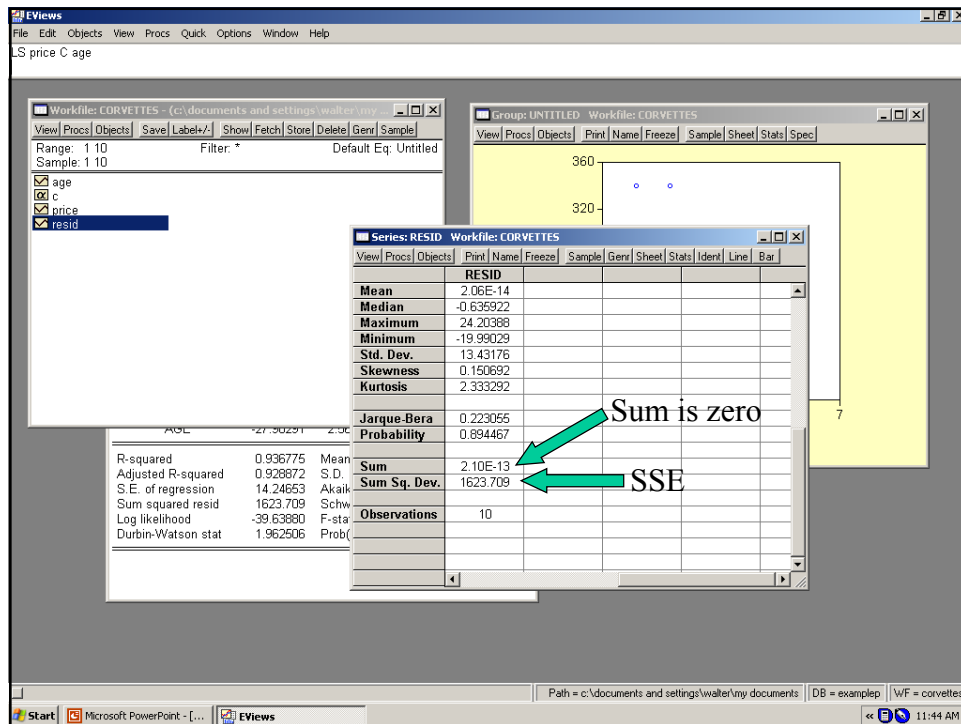 EViews
File Edit Objects View Procs Quick Options Window Help
LS price C age
Workfile: CORVETTES - (c:\documents and settings\walter\my ...
View Procs Objects Save Label+/- Show Fetch Store Delete Genr Sample
Range: 1 10 Filter: * Default Eq: Untitled
Sample: 1 10
age
c
price
resid
Group: UNTITLED Workfile: CORVETTES
View Procs Objects Print Name Freeze Sample Sheet Stats Spec
360
320
7
Series: RESID Workfile: CORVETTES
View Procs Objects Print Name Freeze Sample Genr Sheet Stats Ident Line Bar
RESID
Mean 2.06E-14
Median -0.635922
Maximum 24.20388
Minimum -19.99029
Std. Dev. 13.43176
Skewness 0.150692
Kurtosis 2.333292
Jarque-Bera 0.223055
Probability 0.894467
Sum 2.10E-13
Sum Sq. Dev. 1623.709
Observations 10
Sum is zero
SSE
AGE
R-squared 0.936775 Mean
Adjusted R-squared 0.928872 S.D.
S.E. of regression 14.24653 Akaik
Sum squared resid 1623.709 Schw
Log likelihood -39.63880 F-sta
Durbin-Watson stat 1.962506 Prob(
Path = c:\documents and settings\walter\my documents DB = examplep WF = corvettes
Start Microsoft PowerPoint - [... EViews « 11:44 AM